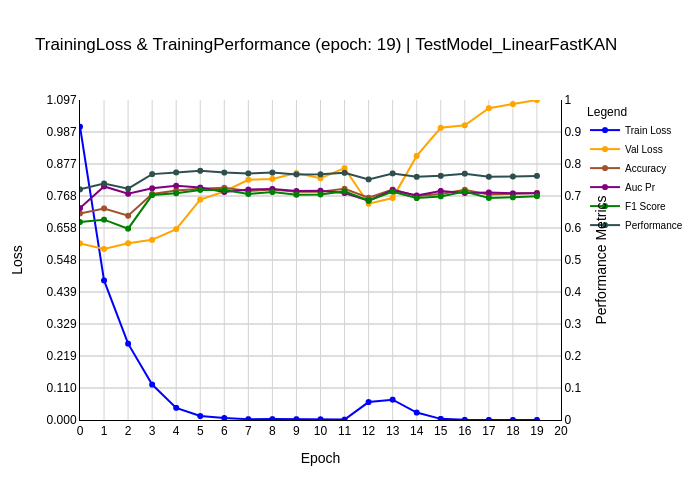 TrainingLoss & TrainingPerformance (epoch: 19) | TestModel_LinearFastKAN
1.097
0.987
0.877
0.768
0.658
0.548
0.439
0.329
0.219
0.110
0.000
Loss
0 1 2 3 4 5 6 7 8 9 10 11 12 13 14 15 16 17 18 19 20
Epoch
1
0.9
0.8
0.7
0.6
0.5
0.4
0.3
0.2
0.1
0
Performance Metrics
Legend
Train Loss
Val Loss
Accuracy
Auc Pr
F1 Score
Performance